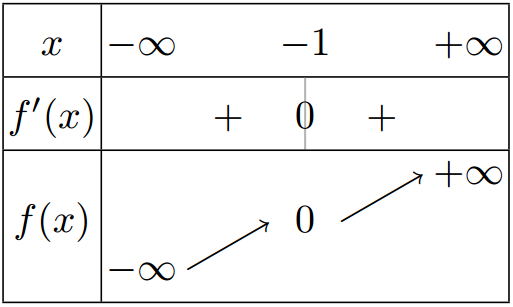 x −∞ −1 +∞
f′(x) + 0 +
+∞
f(x) 0
−∞